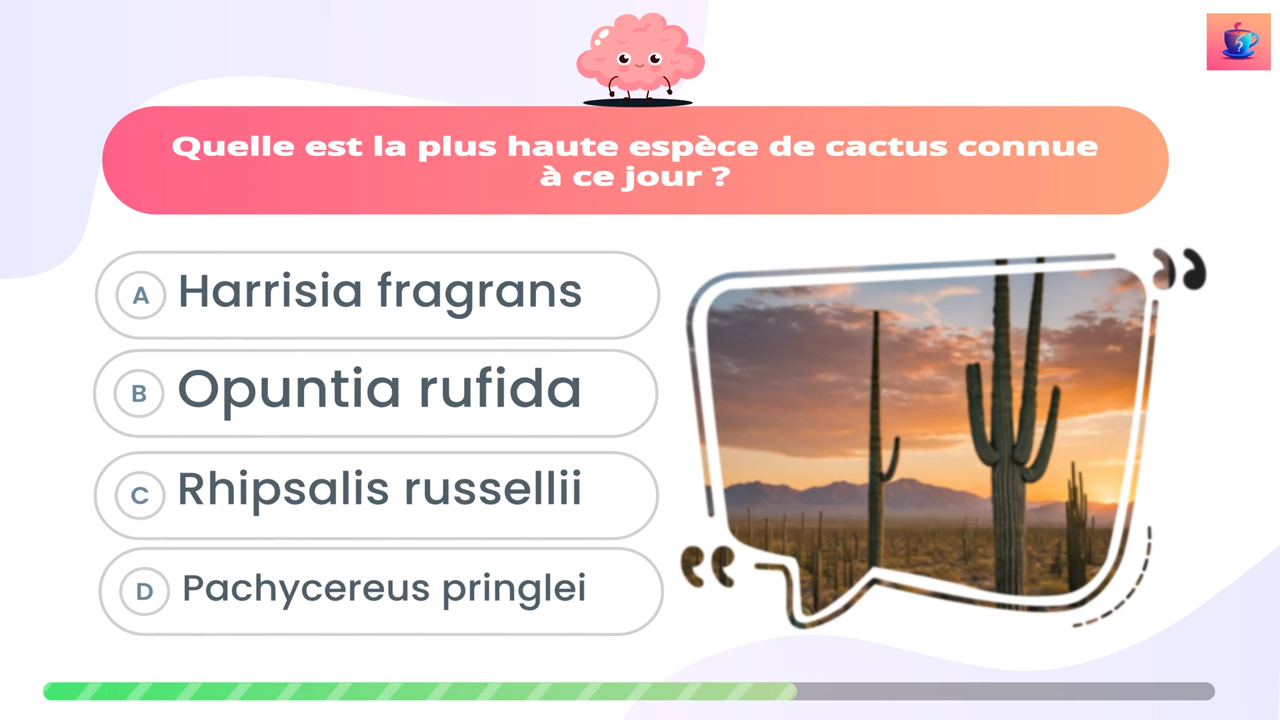 Quelle est la plus haute espèce de cactus connue
à ce jour ?
A Harrisia fragrans
B Opuntia rufida
C Rhipsalis russellii
D Pachycereus pringlei